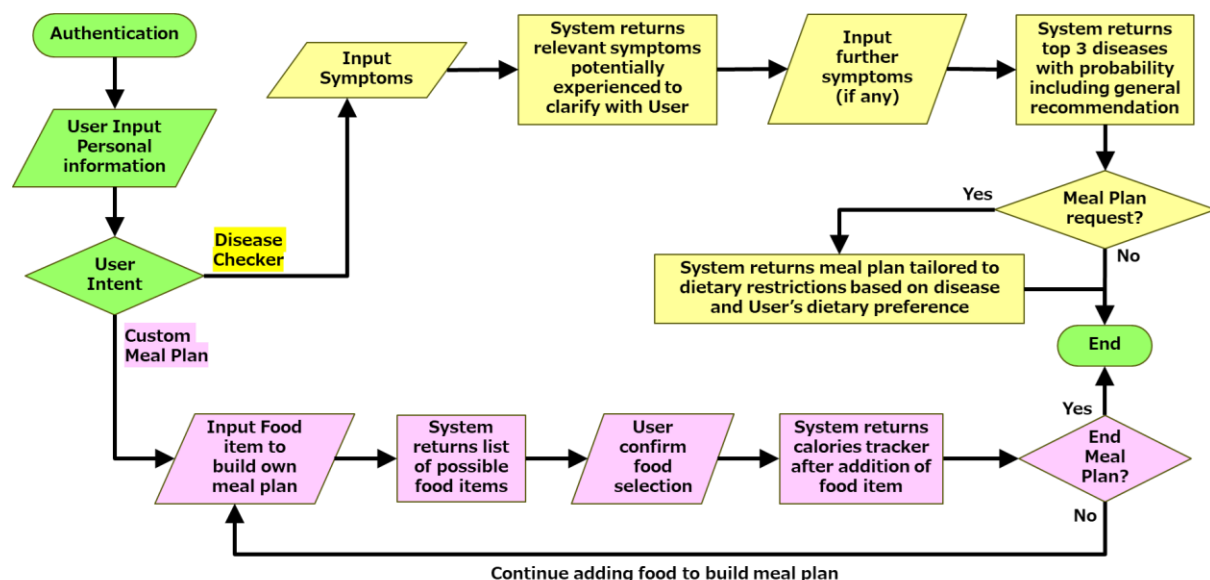 Authentication
User Input
Personal
information
User
Intent
Disease
Checker
Input
Symptoms
System returns
relevant symptoms
potentially
experienced to
clarify with User
Input
further
symptoms
(if any)
System returns
top 3 diseases
with probability
including general
recommendation
Meal Plan
request?
Yes
No
System returns meal plan tailored to
dietary restrictions based on disease
and User's dietary preference
End
Custom
Meal Plan
Input Food
item to
build own
meal plan
System
returns list
of possible
food items
User
confirm
food
selection
System returns
calories tracker
after addition of
food item
End
Meal
Plan?
Yes
No
Continue adding food to build meal plan